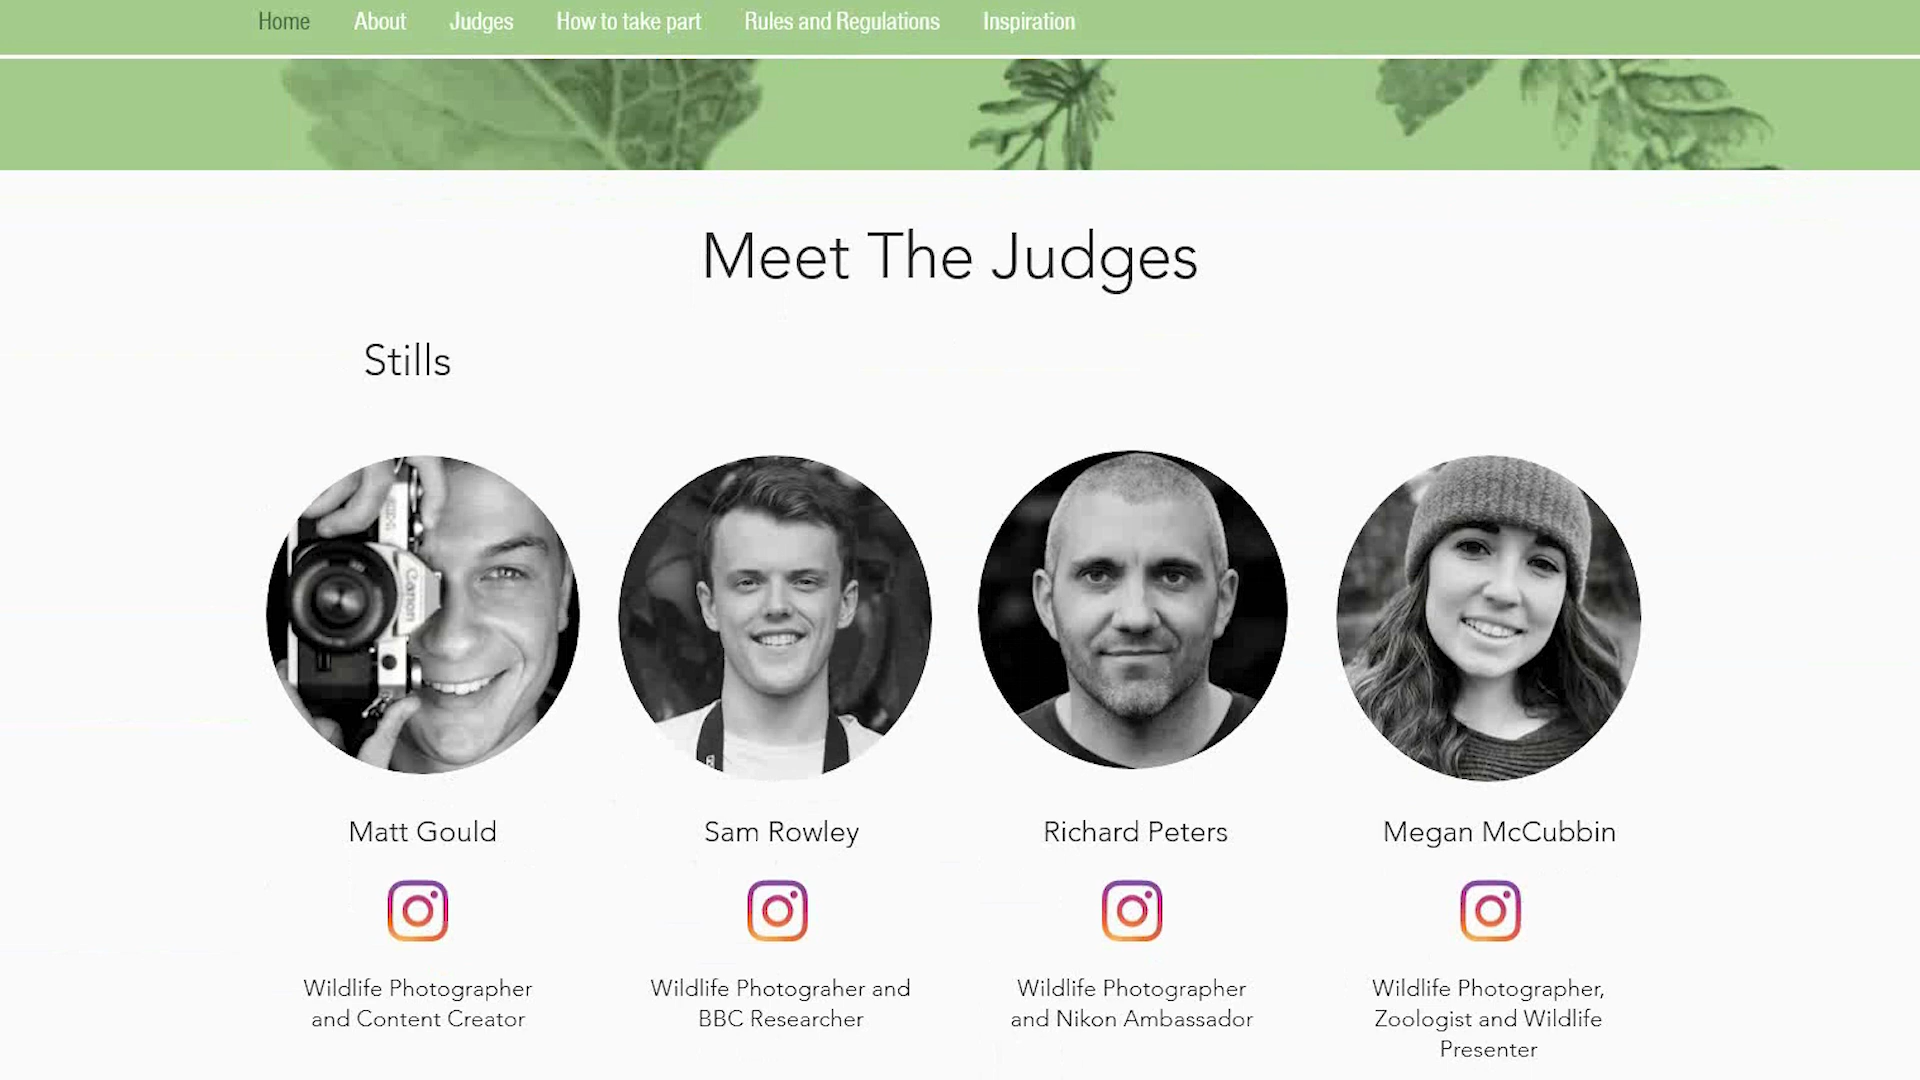 Home About Judges How to take part Rules and Regulations Inspiration
Meet The Judges
Stills
Canon
Matt Gould
Sam Rowley
Richard Peters
Megan McCubbin
Wildlife Photographer
and Content Creator
Wildlife Photograher and
BBC Researcher
Wildlife Photographer
and Nikon Ambassador
Wildlife Photographer,
Zoologist and Wildlife
Presenter